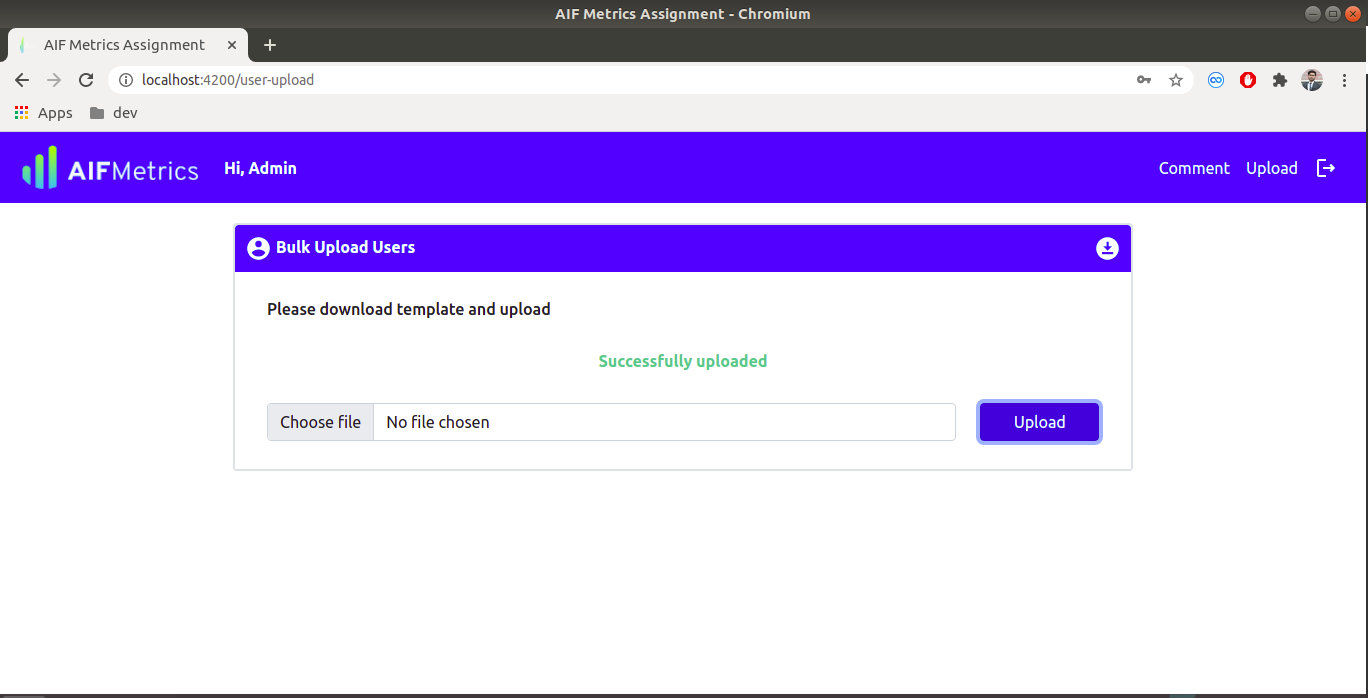 AIF Metrics Assignment - Chromium
AIF Metrics Assignment
localhost:4200/user-upload
Apps dev
AIFMetrics Hi, Admin Comment Upload
Bulk Upload Users
Please download template and upload
Successfully uploaded
Choose file No file chosen Upload